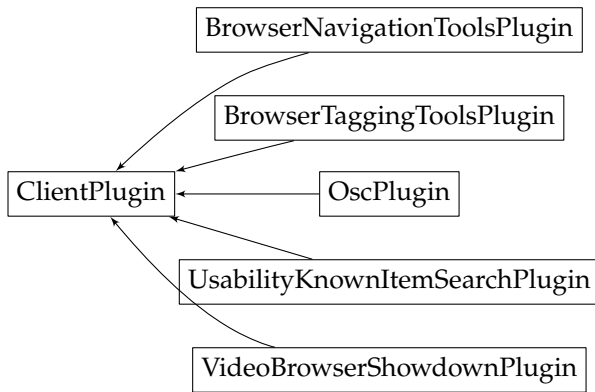 BrowserNavigationToolsPlugin
BrowserTaggingToolsPlugin
ClientPlugin
OscPlugin
UsabilityKnownItemSearchPlugin
VideoBrowserShowdownPlugin